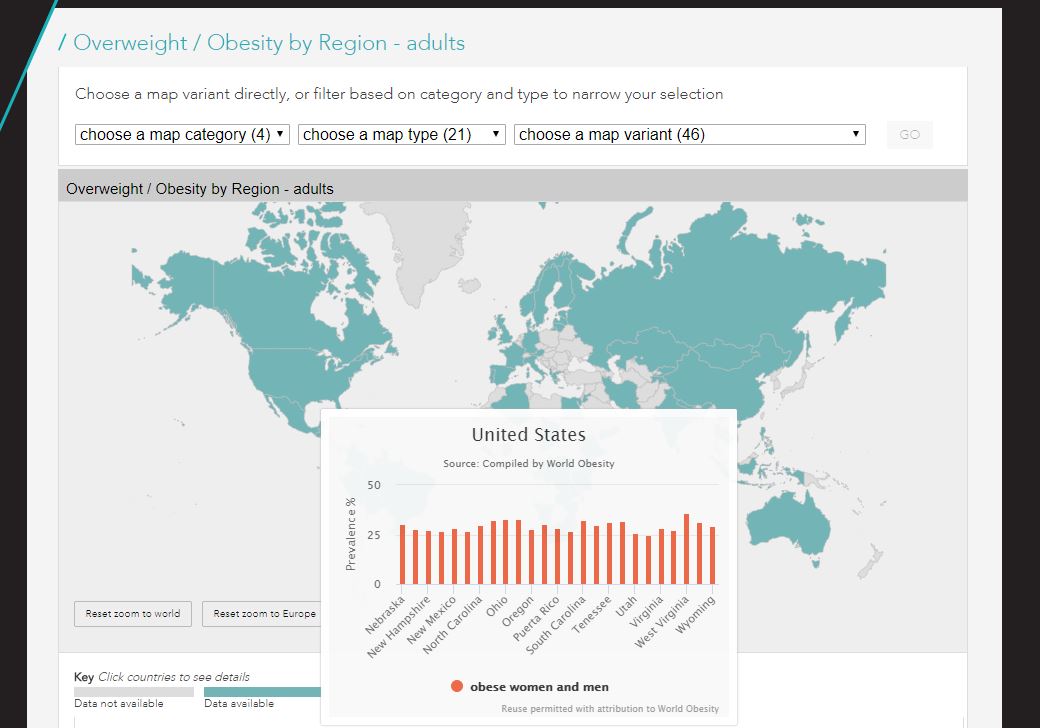 / Overweight / Obesity by Region - adults
Choose a map variant directly, or filter based on category and type to narrow your selection
choose a map category (4) choose a map type (21) choose a map variant (46) GO
Overweight / Obesity by Region - adults
United States
Source: Compiled by World Obesity
Prevalence %
50
25
0
Nebraska
New Hampshire
New Mexico
North Carolina
Ohio
Oregon
Puerta Rico
South Carolina
Tennessee
Utah
Virginia
West Virginia
Wyoming
obese women and men
Reuse permitted with attribution to World Obesity
Reset zoom to world Reset zoom to Europe
Key Click countries to see details
Data not available Data available